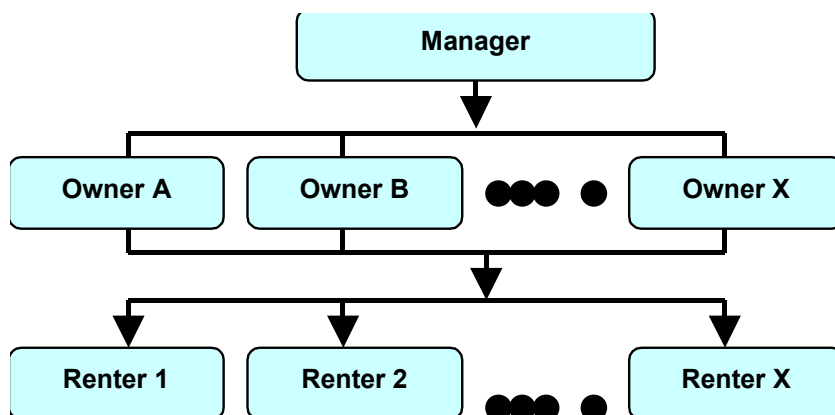 Manager
Owner A
Owner B
Owner X
Renter 1
Renter 2
Renter X